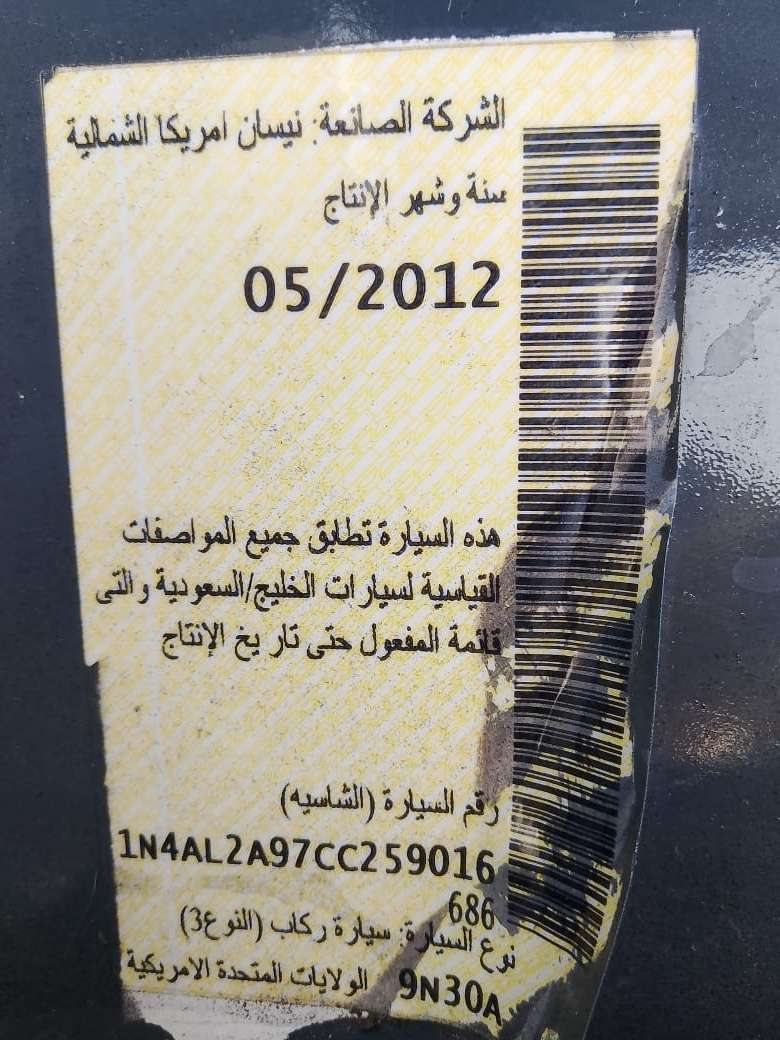 الشركة الصانعة: نيسان امريكا الشمالية
سنة وشهر الإنتاج
05/2012
هذه السيارة تطابق جميع المواصفات
القياسية لسيارات الخليج/السعودية والتى
قائمة المفعول حتى تاريخ الإنتاج
رقم السيارة (الشاسيه)
1N4AL2A97CC259016
686
نوع السيارة: سيارة ركاب (النوع3)
الولايات المتحدة الامريكية 9N30A